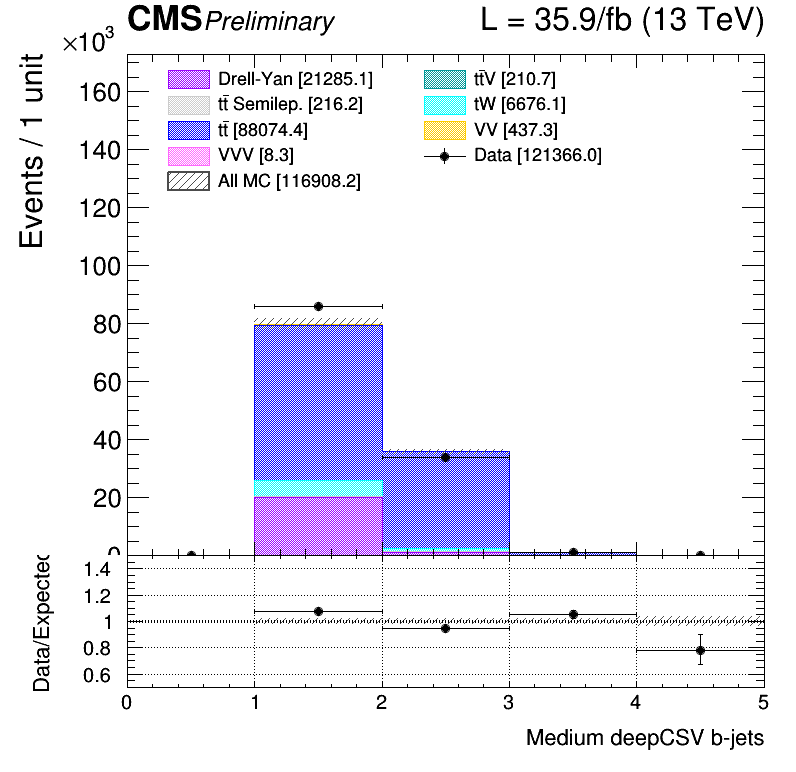 CMS Preliminary L = 35.9/fb (13 TeV)
×10³
Events / 1 unit
Drell-Yan [21285.1]
tt̄ Semilep. [216.2]
tt̄ [88074.4]
VVV [8.3]
All MC [116908.2]
tt̄V [210.7]
tW [6676.1]
VV [437.3]
Data [121366.0]
160
140
120
100
80
60
40
20
0
Data/Expected
1.4
1.2
1
0.8
0.6
0 1 2 3 4 5
Medium deepCSV b-jets